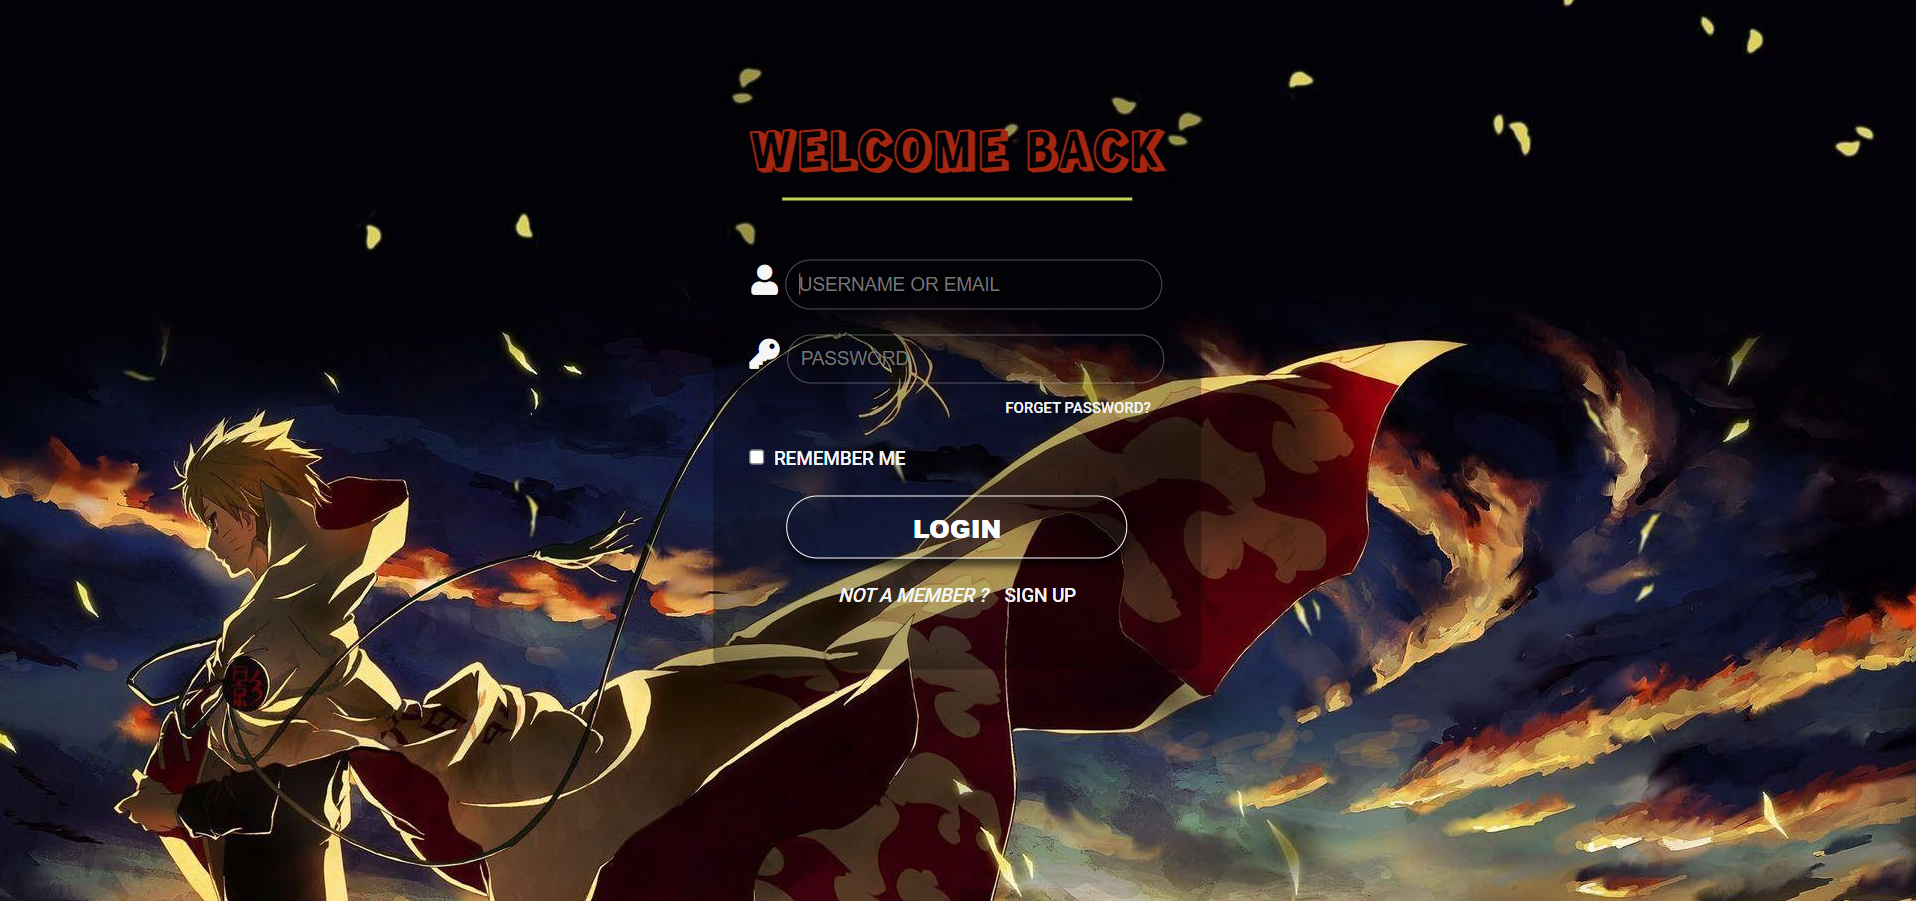 WELCOME BACK
USERNAME OR EMAIL
PASSWORD
FORGET PASSWORD?
REMEMBER ME
LOGIN
NOT A MEMBER ? SIGN UP